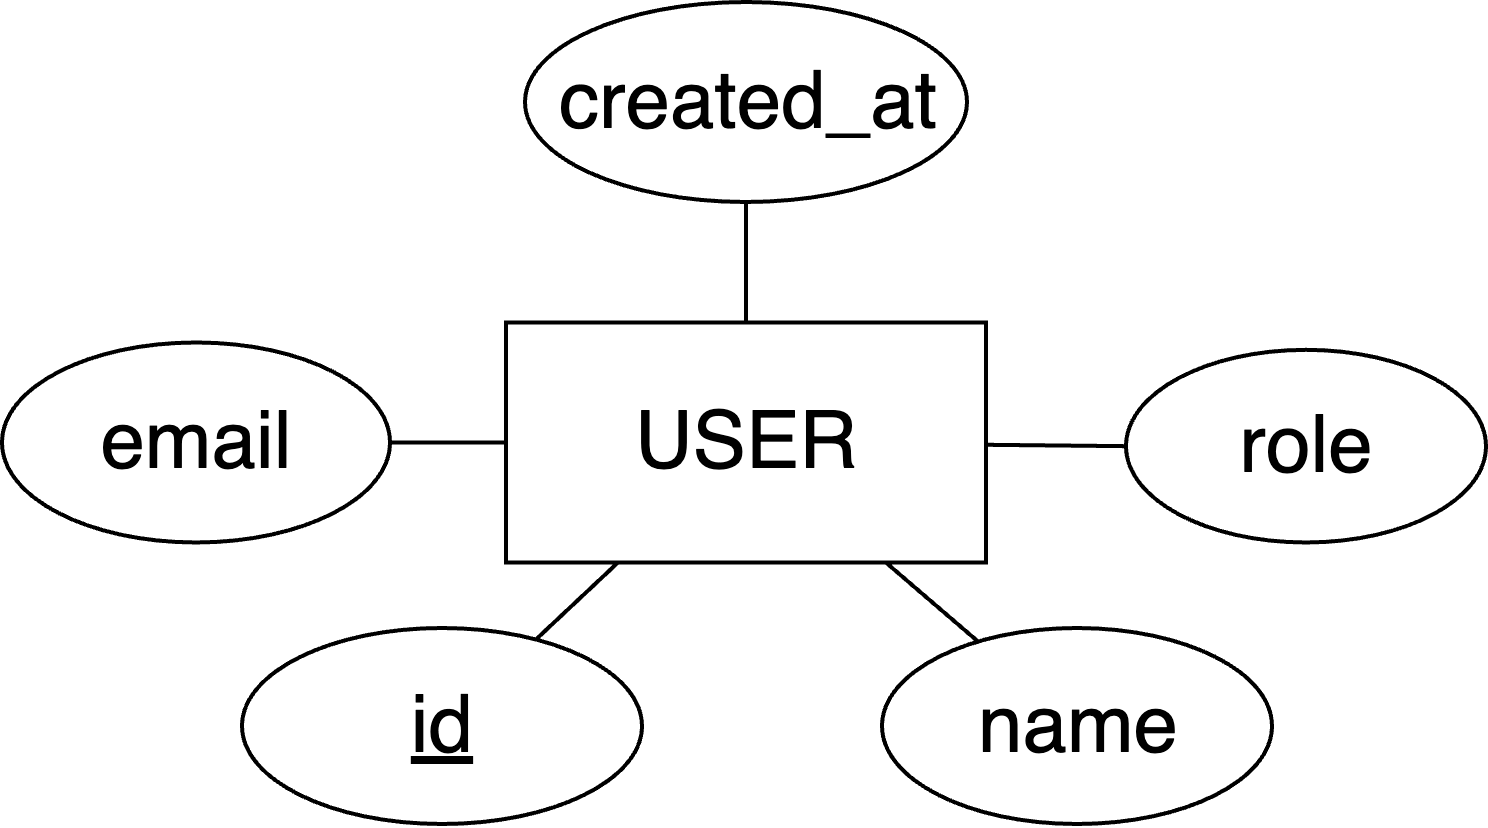 created_at
email
USER
role
id
name